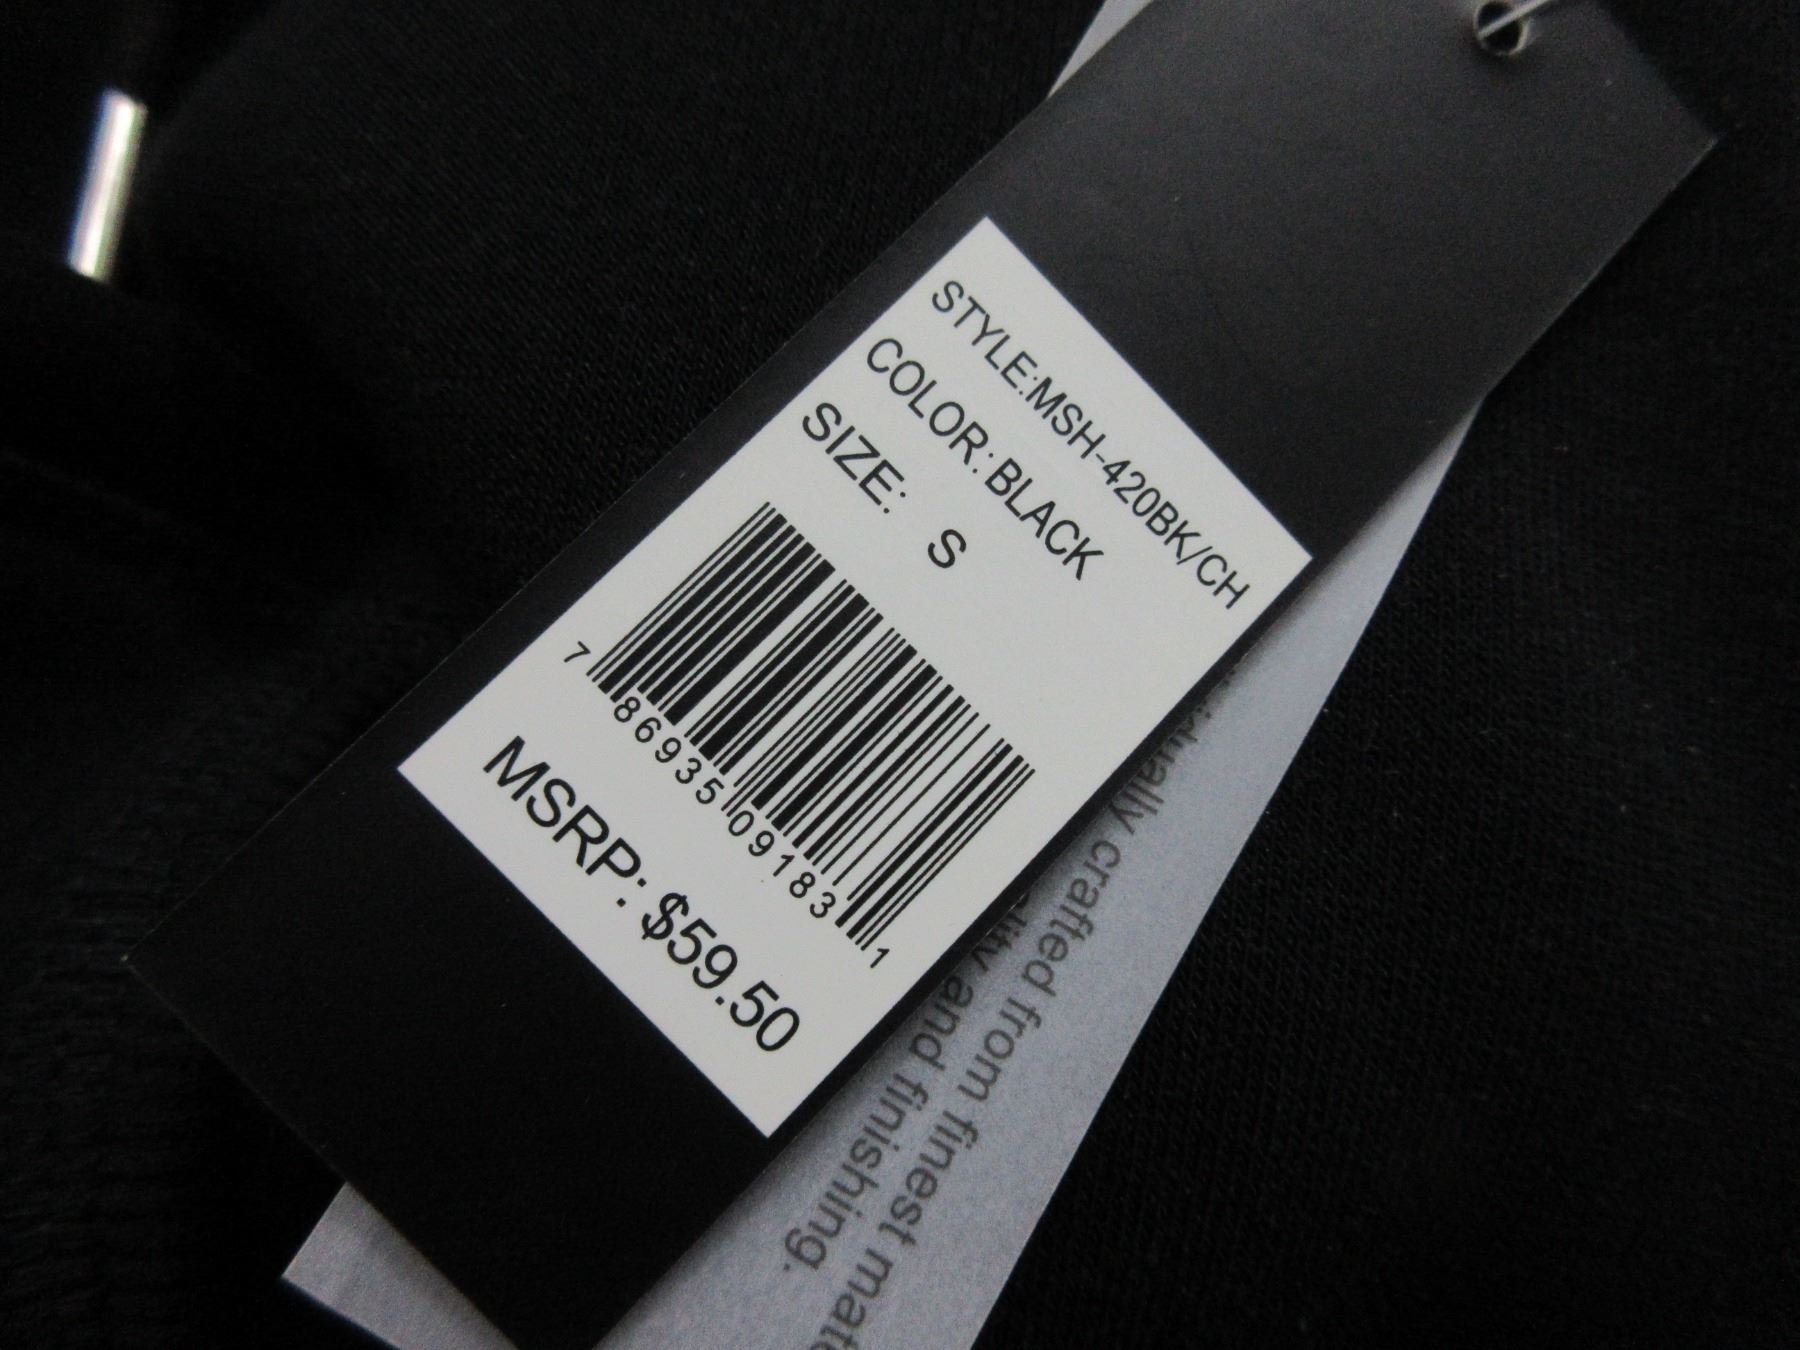 STYLE:MSH-420BK/CH
COLOR: BLACK
SIZE: S
7 86935 09183 1
MSRP: $59.50
crafted from finest
and finishing.